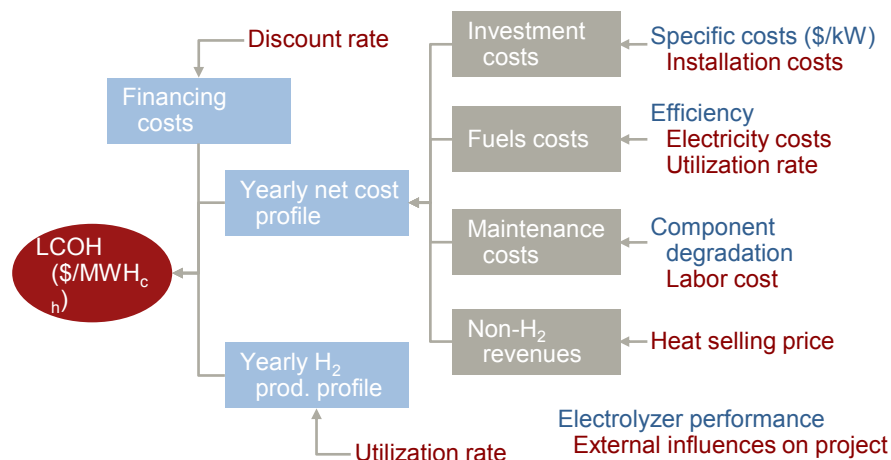 Discount rate
Financing
costs
Yearly net cost
profile
LCOH
($/MWH_c
h)
Yearly H₂
prod. profile
Utilization rate
Investment
costs
Specific costs ($/kW)
Installation costs
Fuels costs
Efficiency
Electricity costs
Utilization rate
Maintenance
costs
Component
degradation
Labor cost
Non-H₂
revenues
Heat selling price
Electrolyzer performance
External influences on project